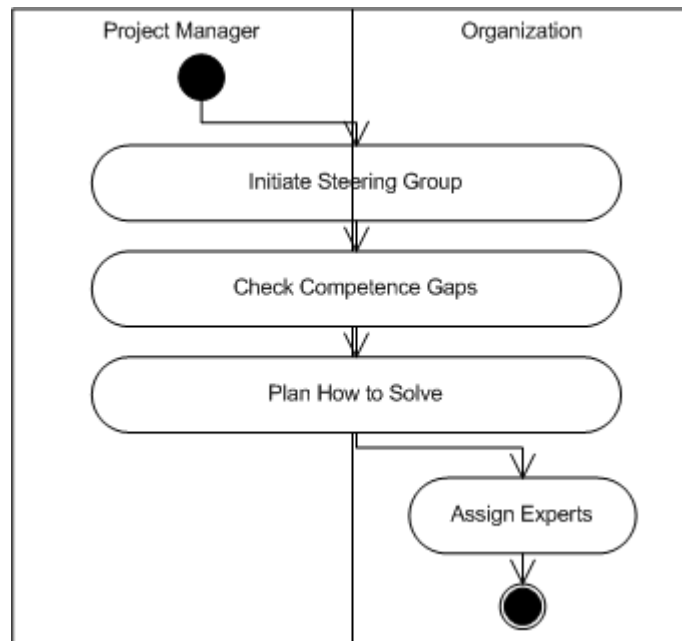 Project Manager
Organization
Initiate Steering Group
Check Competence Gaps
Plan How to Solve
Assign Experts